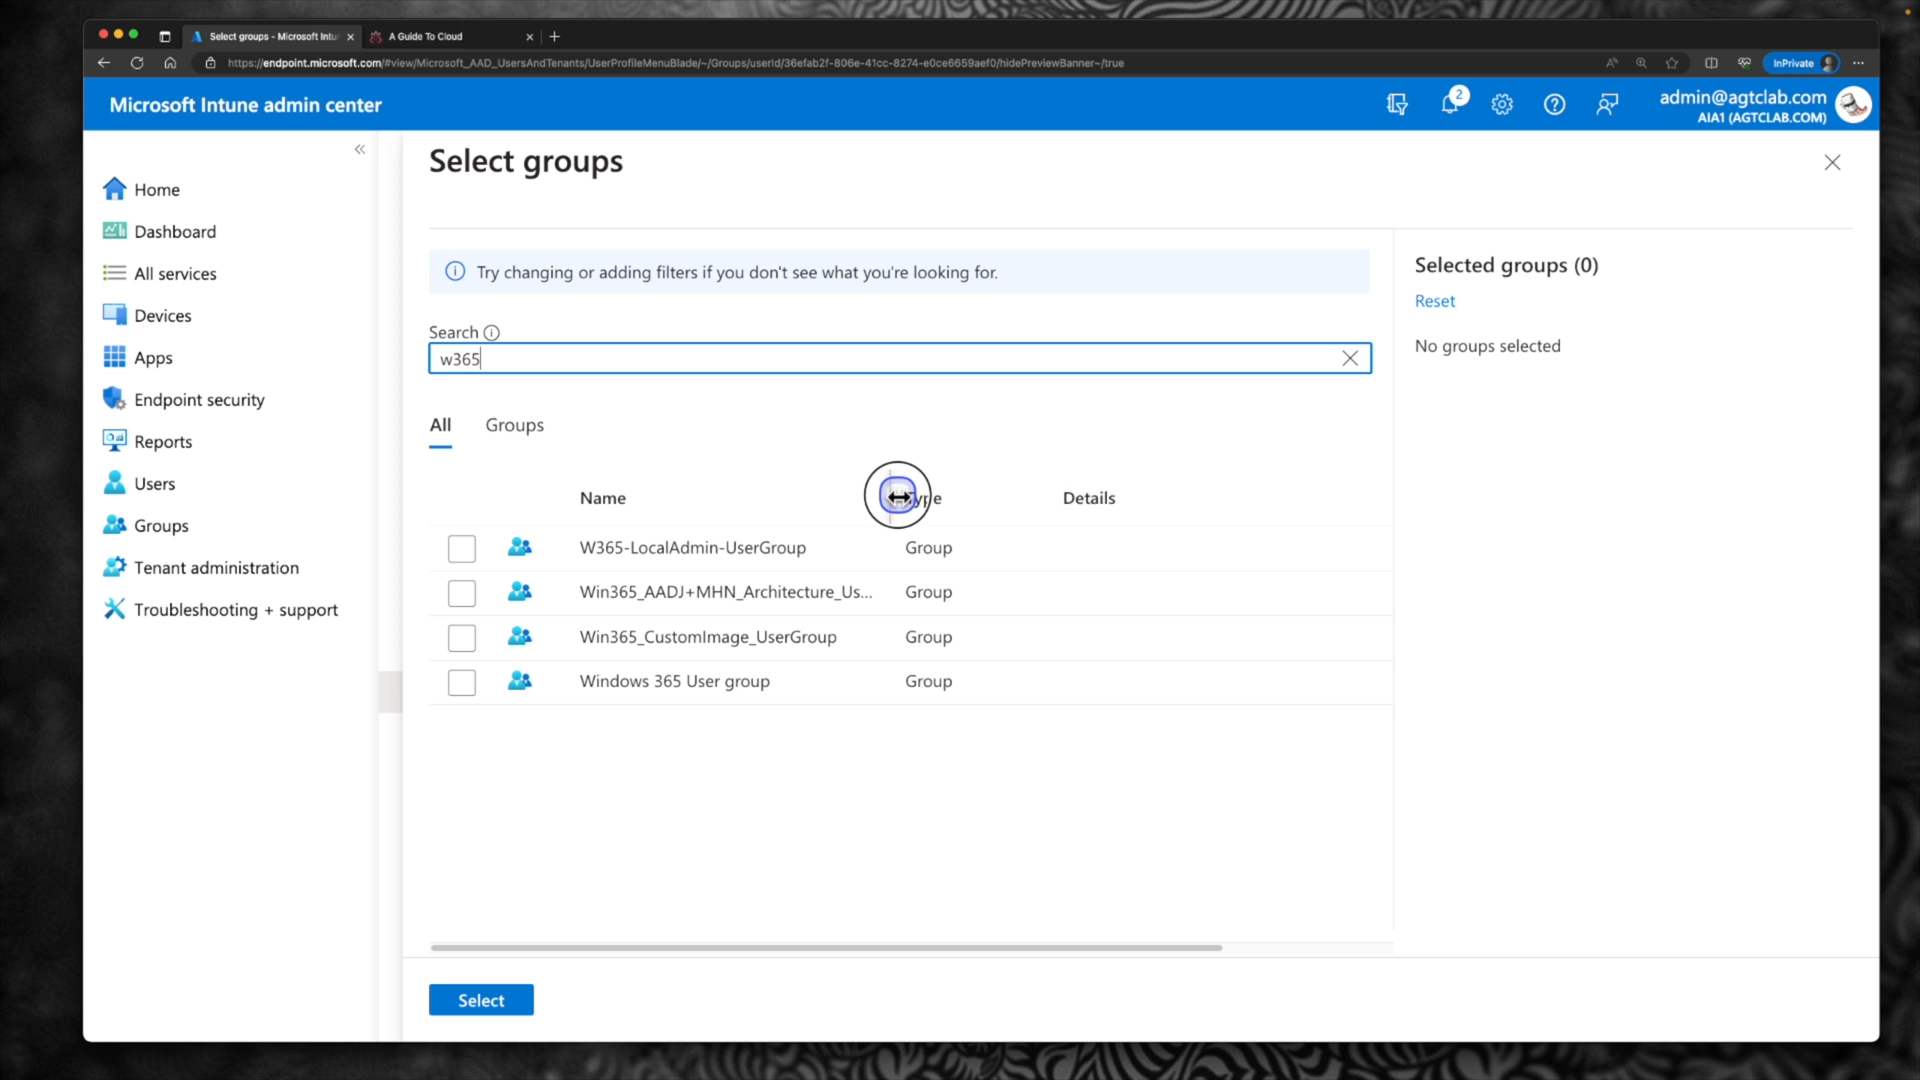 Select groups - Microsoft Intu
A Guide To Cloud
https://endpoint.microsoft.com/#view/Microsoft_AAD_UsersAndTenants/UserProfileMenuBlade/~/Groups/userId/36efab2f-806e-41cc-8274-e0ce6659aef0/hidePreviewBanner~/true
InPrivate
Microsoft Intune admin center
2
admin@agtclab.com
AIA1 (AGTCLAB.COM)
Home
Dashboard
All services
Devices
Apps
Endpoint security
Reports
Users
Groups
Tenant administration
Troubleshooting + support
Select groups
Try changing or adding filters if you don't see what you're looking for.
Search
w365
All Groups
Name Type Details
W365-LocalAdmin-UserGroup Group
Win365_AADJ+MHN_Architecture_Us... Group
Win365_CustomImage_UserGroup Group
Windows 365 User group Group
Selected groups (0)
Reset
No groups selected
Select